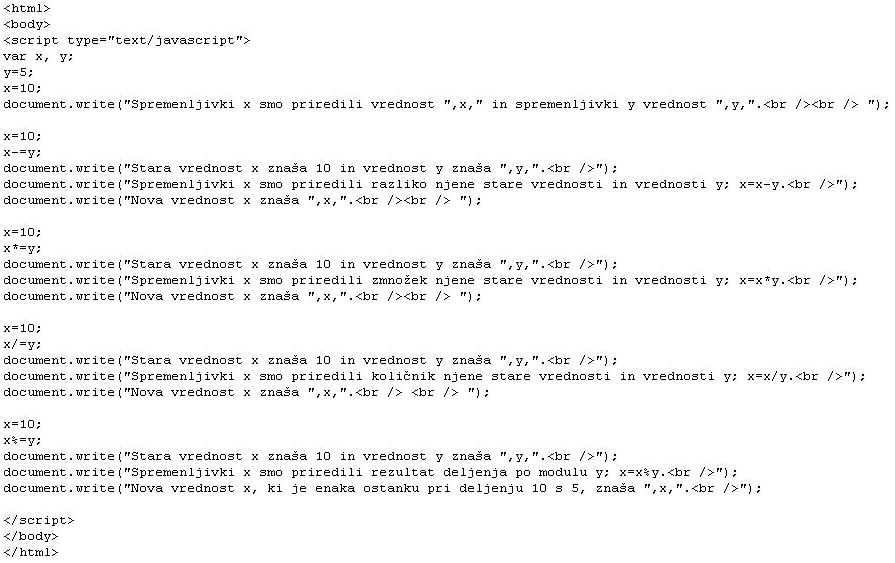 <html>
<body>
<script type="text/javascript">
var x, y;
y=5;
x=10;
document.write("Spremenljivki x smo priredili vrednost ",x," in spremenljivki y vrednost ",y,".<br /><br /> ");

x=10;
x-=y;
document.write("Stara vrednost x znaša 10 in vrednost y znaša ",y,".<br />");
document.write("Spremenljivki x smo priredili razliko njene stare vrednosti in vrednosti y; x=x-y.<br />");
document.write("Nova vrednost x znaša ",x,".<br /><br /> ");

x=10;
x*=y;
document.write("Stara vrednost x znaša 10 in vrednost y znaša ",y,".<br />");
document.write("Spremenljivki x smo priredili zmnožek njene stare vrednosti in vrednosti y; x=x*y.<br />");
document.write("Nova vrednost x znaša ",x,".<br /><br /> ");

x=10;
x/=y;
document.write("Stara vrednost x znaša 10 in vrednost y znaša ",y,".<br />");
document.write("Spremenljivki x smo priredili količnik njene stare vrednosti in vrednosti y; x=x/y.<br />");
document.write("Nova vrednost x znaša ",x,".<br /> <br /> ");

x=10;
x%=y;
document.write("Stara vrednost x znaša 10 in vrednost y znaša ",y,".<br />");
document.write("Spremenljivki x smo priredili rezultat deljenja po modulu y; x=x%y.<br />");
document.write("Nova vrednost x, ki je enaka ostanku pri deljenju 10 s 5, znaša ",x,".<br />");

</script>
</body>
</html>